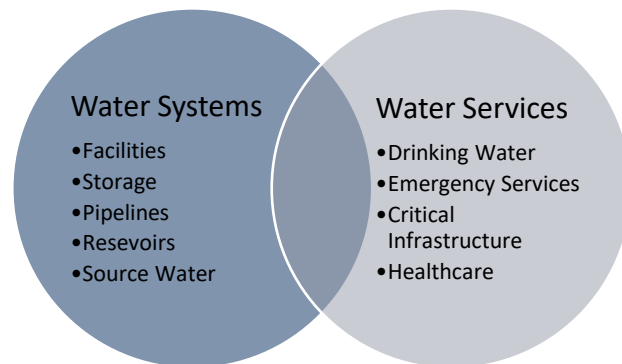 Water Systems
•Facilities
•Storage
•Pipelines
•Resevoirs
•Source Water
Water Services
•Drinking Water
•Emergency Services
•Critical
Infrastructure
•Healthcare